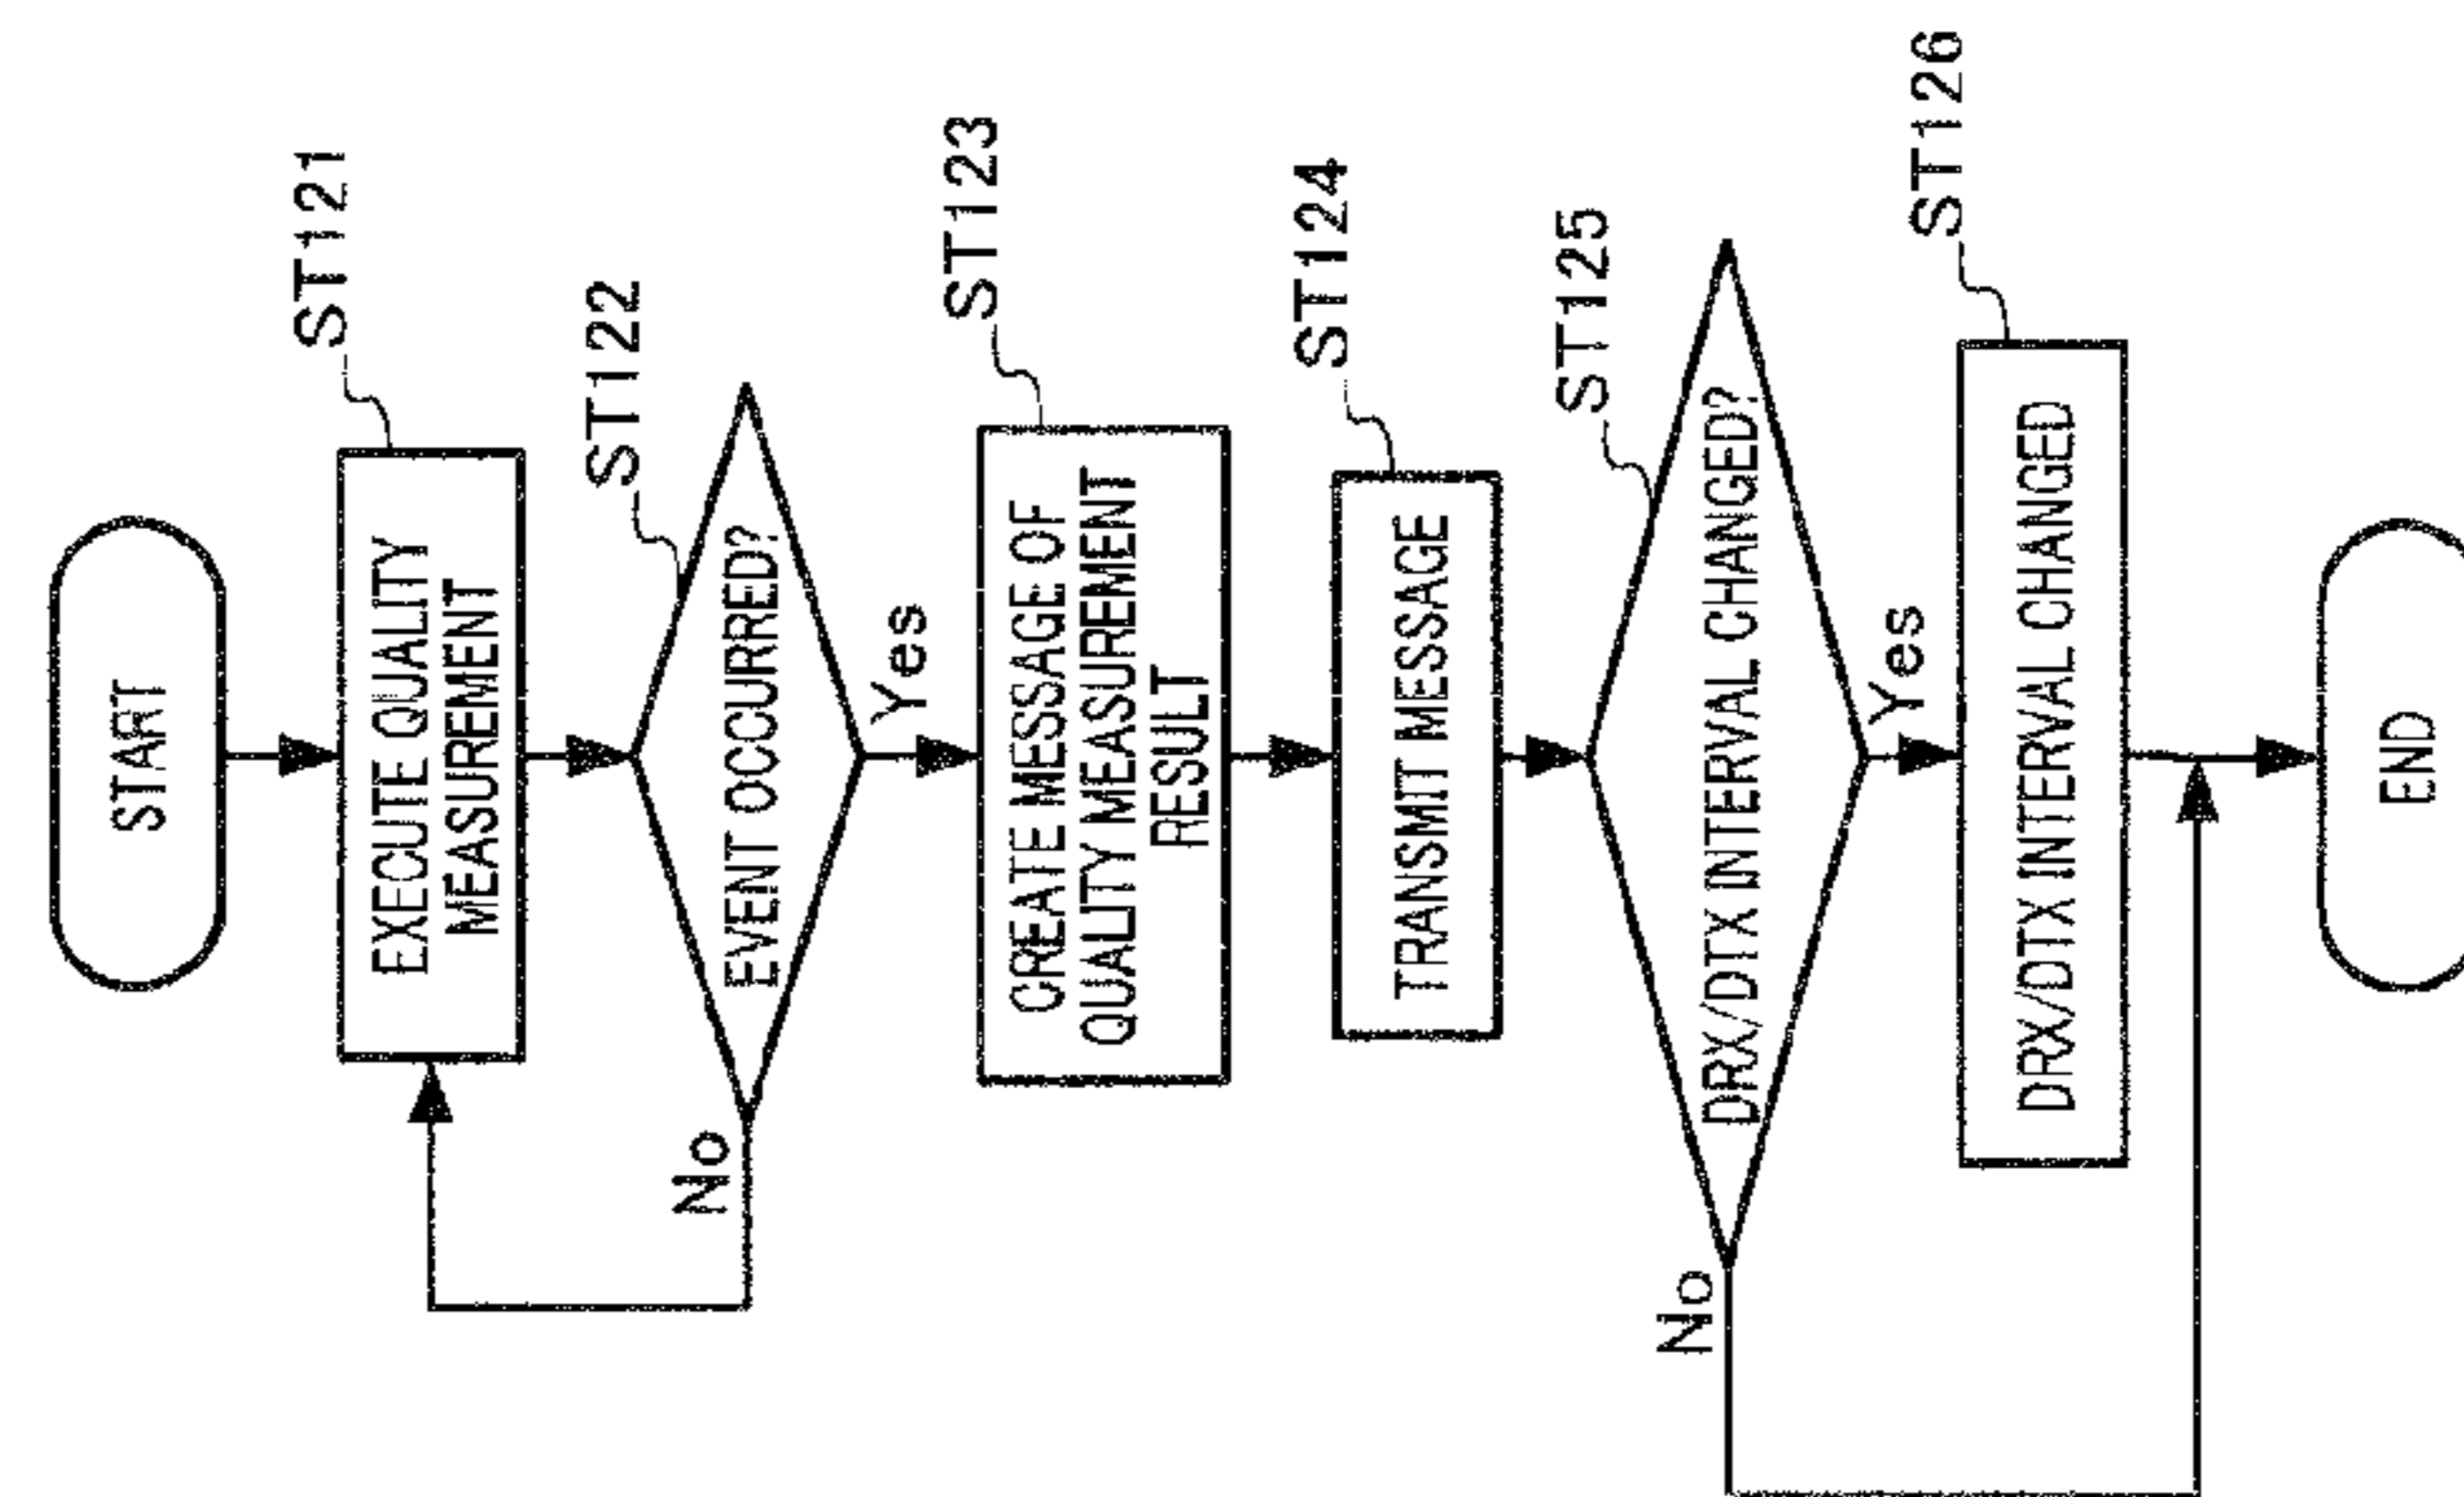 START
ST121
EXECUTE QUALITY
MEASUREMENT
ST122
EVENT OCCURRED?
No
Yes
ST123
CREATE MESSAGE OF
QUALITY MEASUREMENT
RESULT
ST124
TRANSMIT MESSAGE
ST125
DRX/DTX INTERVAL CHANGED?
No
Yes
ST126
DRX/DTX INTERVAL CHANGED
END